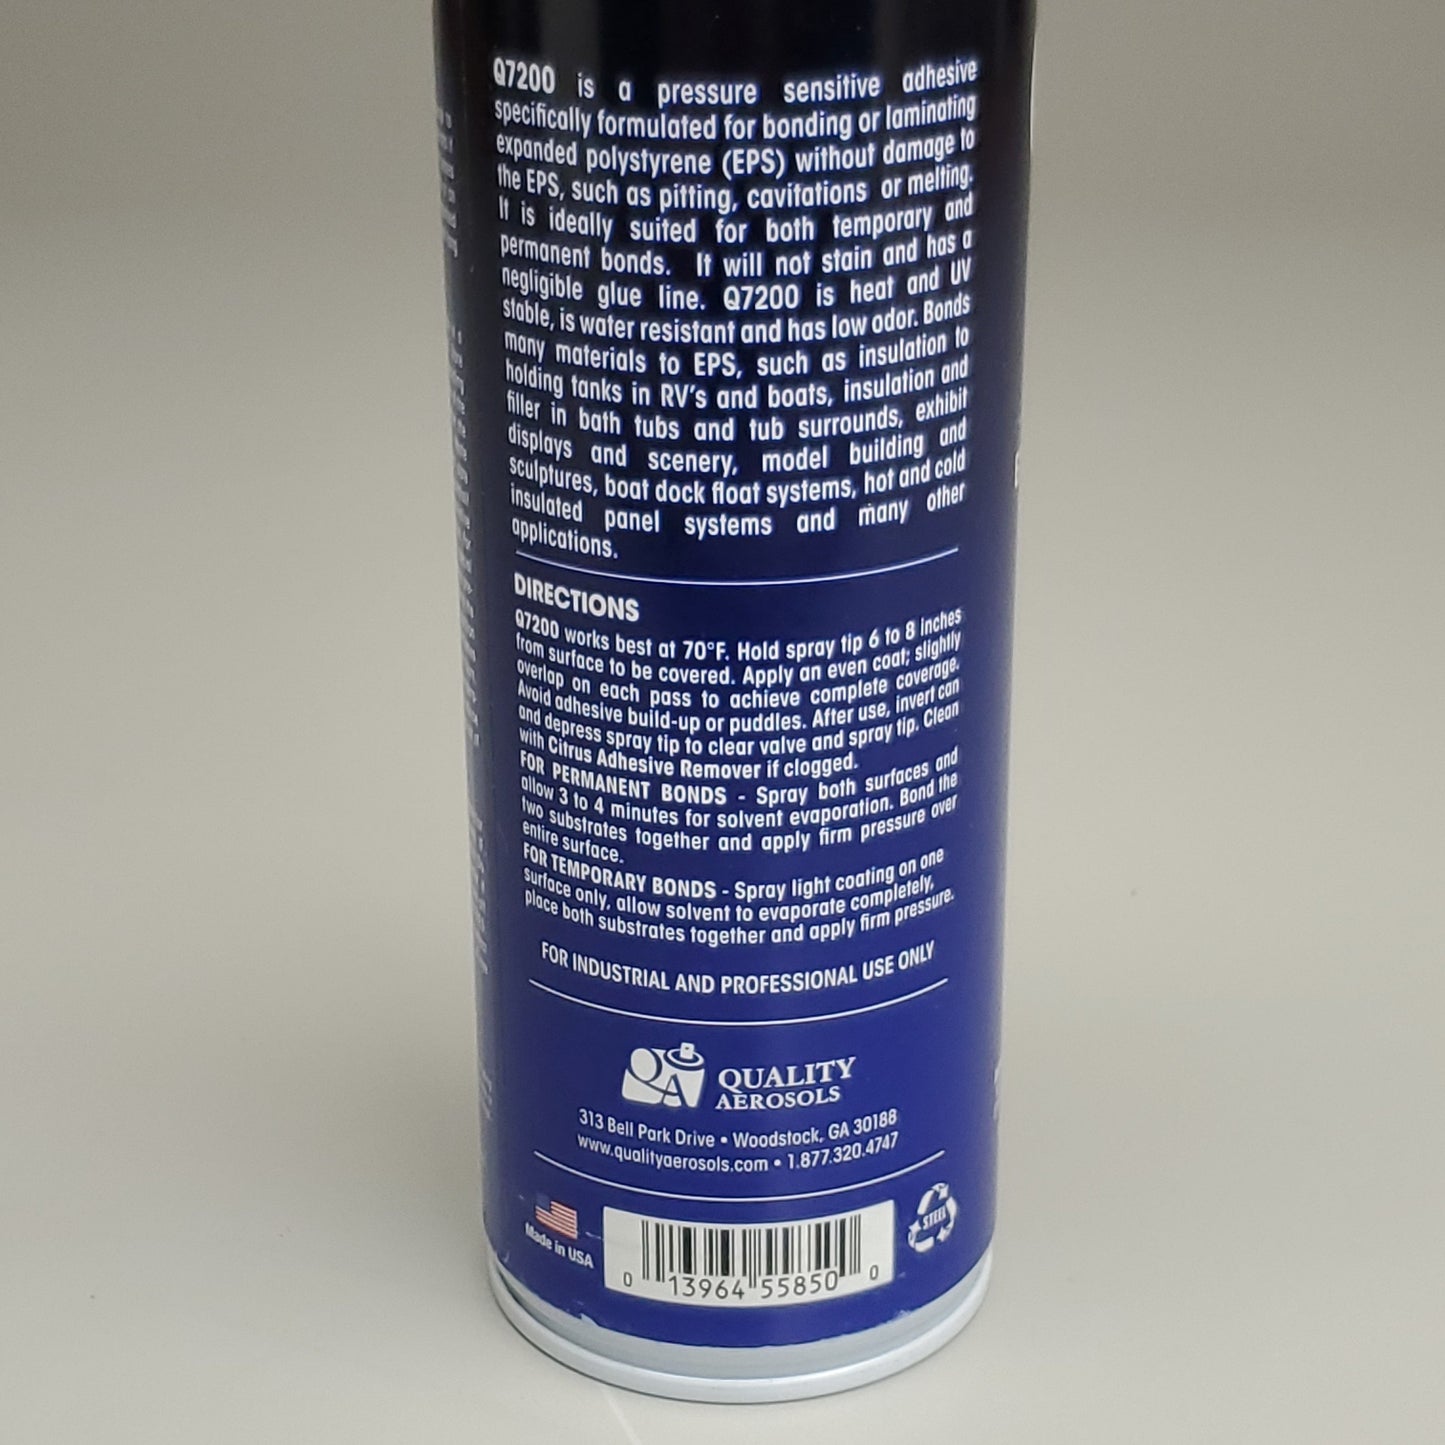 Q7200 is a pressure sensitive adhesive
specifically formulated for bonding or laminating
expanded polystyrene (EPS) without damage to
the EPS, such as pitting, cavitations or melting.
It is ideally suited for both temporary and
permanent bonds. It will not stain and has a
negligible glue line. Q7200 is heat and UV
stable, is water resistant and has low odor. Bonds
many materials to EPS, such as insulation to
holding tanks in RV's and boats, insulation and
filler in bath tubs and tub surrounds, exhibit
displays and scenery, model building and
sculptures, boat dock float systems, hot and cold
insulated panel systems and many other
applications.
DIRECTIONS
Q7200 works best at 70°F. Hold spray tip 6 to 8 inches
from surface to be covered. Apply an even coat; slightly
overlap on each pass to achieve complete coverage.
Avoid adhesive build-up or puddles. After use, invert can
and depress spray tip to clear valve and spray tip. Clean
with Citrus Adhesive Remover if clogged.
FOR PERMANENT BONDS - Spray both surfaces and
allow 3 to 4 minutes for solvent evaporation. Bond the
two substrates together and apply firm pressure over
entire surface.
FOR TEMPORARY BONDS - Spray light coating on one
surface only, allow solvent to evaporate completely,
place both substrates together and apply firm pressure.
FOR INDUSTRIAL AND PROFESSIONAL USE ONLY
QA QUALITY
AEROSOLS
313 Bell Park Drive • Woodstock, GA 30188
www.qualityaerosols.com • 1.877.320.4747
Made in USA
STEEL
0 13964 55850 0